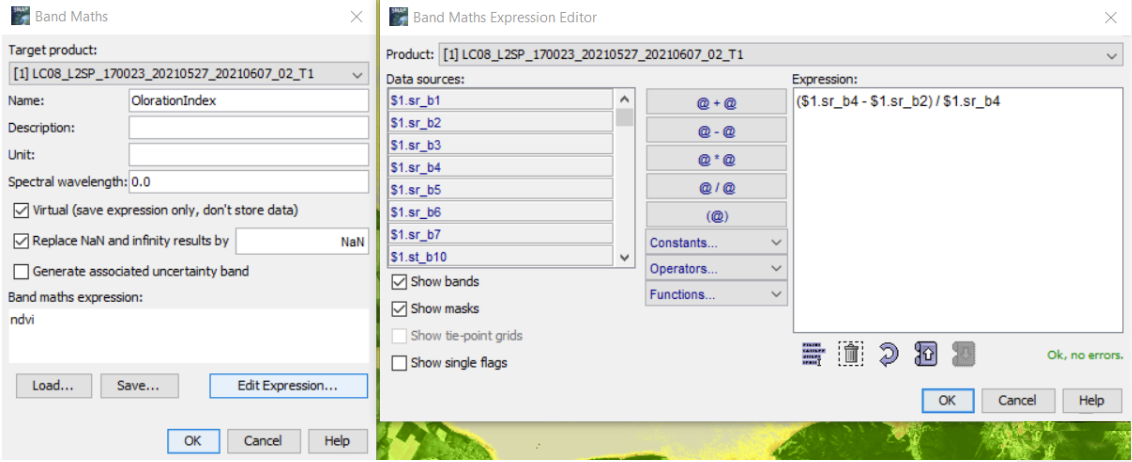 Band Maths
Target product:
[1] LC08_L2SP_170023_20210527_20210607_02_T1
Name: OlorationIndex
Description:
Unit:
Spectral wavelength: 0.0
Virtual (save expression only, don't store data)
Replace NaN and infinity results by NaN
Generate associated uncertainty band
Band maths expression:
ndvi
Load... Save... Edit Expression...
OK Cancel Help
Band Maths Expression Editor
Product: [1] LC08_L2SP_170023_20210527_20210607_02_T1
Data sources:
$1.sr_b1
$1.sr_b2
$1.sr_b3
$1.sr_b4
$1.sr_b5
$1.sr_b6
$1.sr_b7
$1.st_b10
Show bands
Show masks
Show tie-point grids
Show single flags
@ + @
@ - @
@ * @
@ / @
(@)
Constants...
Operators...
Functions...
Expression:
($1.sr_b4 - $1.sr_b2) / $1.sr_b4
Ok, no errors.
OK Cancel Help